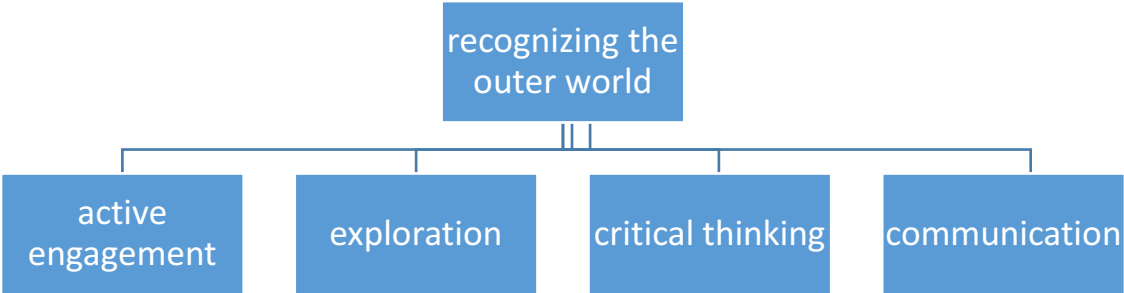 recognizing the
outer world
active
engagement
exploration
critical thinking
communication